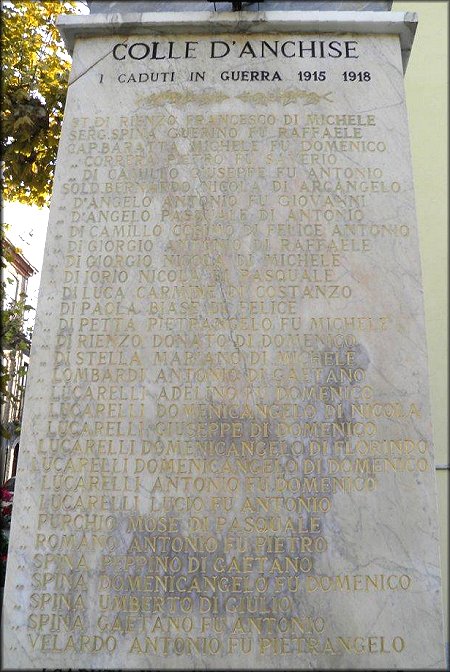 COLLE D'ANCHISE
I CADUTI IN GUERRA 1915 1918
ST. DI RIENZO FRANCESCO DI MICHELE
SERG. SPINA GUERINO FU RAFFAELE
CAP. BARATTA MICHELE FU DOMENICO
" CORRERA PIETRO FU SAVERIO
" DI CAMILLO GIUSEPPE FU ANTONIO
SOLD. BERNARDO NICOLA DI ARCANGELO
" D'ANGELO ANTONIO FU GIOVANNI
" D'ANGELO PASQUALE DI ANTONIO
" DI CAMILLO COSIMO DI FELICE ANTONIO
" DI GIORGIO ANTONIO DI RAFFAELE
" DI GIORGIO NICOLA DI MICHELE
" DI IORIO NICOLA DI PASQUALE
" DI LUCA CARMINE DI COSTANZO
" DI PAOLA BIASE DI FELICE
" DI PETTA PIETRANGELO FU MICHELE
" DI RIENZO DONATO DI DOMENICO
" DI STELLA MARIANO DI MICHELE
" LOMBARDI ANTONIO DI GAETANO
" LUCARELLI ADELINO FU DOMENICO
" LUCARELLI DOMENICANGELO DI NICOLA
" LUCARELLI GIUSEPPE DI DOMENICO
" LUCARELLI DOMENICANGELO DI FLORINDO
" LUCARELLI DOMENICANGELO DI DOMENICO
" LUCARELLI ANTONIO FU DOMENICO
" LUCARELLI LUCIO FU ANTONIO
" PURCHIO MOSÈ DI PASQUALE
" ROMANO ANTONIO FU PIETRO
" SPINA PEPPINO DI GAETANO
" SPINA DOMENICANGELO FU DOMENICO
" SPINA UMBERTO DI GIULIO
" SPINA GAETANO FU ANTONIO
" VELARDO ANTONIO FU PIETRANGELO